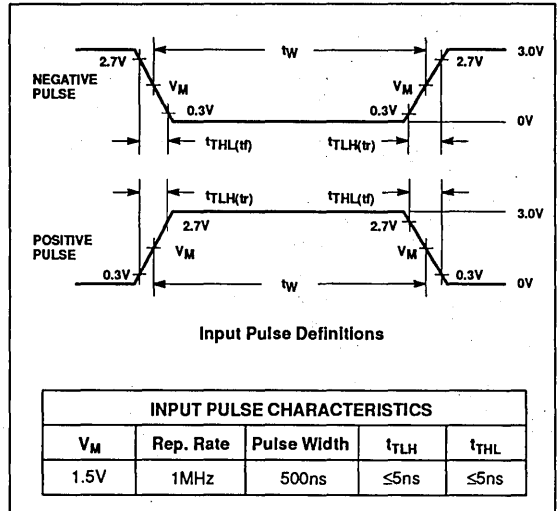 tW
3.0V
2.7V
2.7V
NEGATIVE
PULSE
VM
VM
0.3V
0.3V
0V
tTHL(tf)
tTLH(tr)
tTLH(tr)
tTHL(tf)
3.0V
2.7V
2.7V
POSITIVE
PULSE
VM
VM
0.3V
0.3V
tW
0V
Input Pulse Definitions
INPUT PULSE CHARACTERISTICS
VM Rep. Rate Pulse Width tTLH tTHL
1.5V 1MHz 500ns ≤5ns ≤5ns